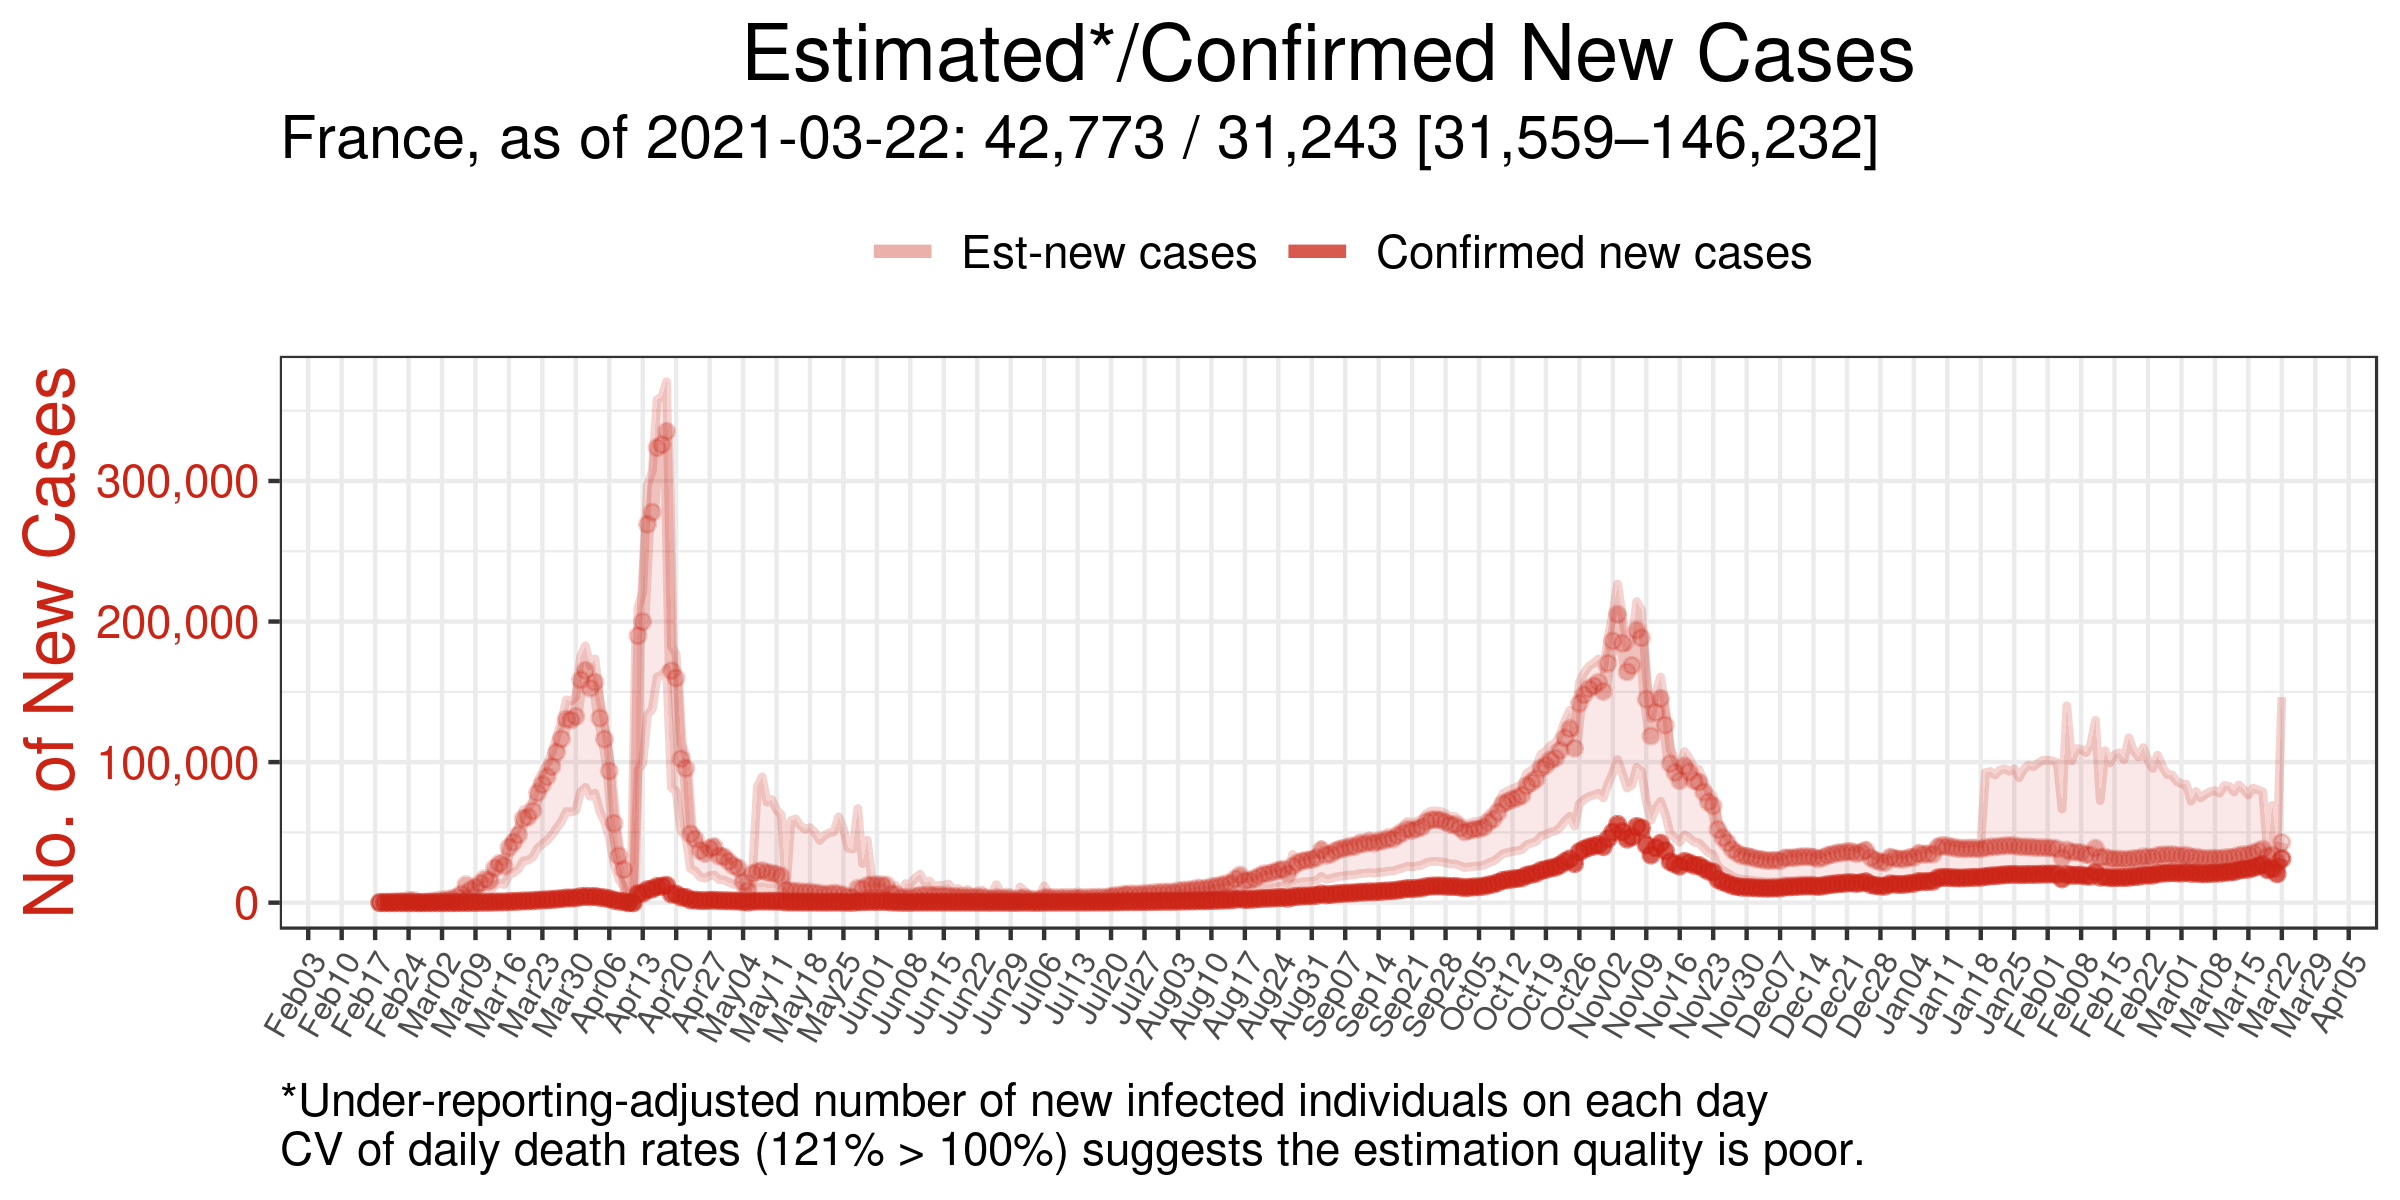 Estimated*/Confirmed New Cases
France, as of 2021-03-22: 42,773 / 31,243 [31,559–146,232]
Est-new cases
Confirmed new cases
No. of New Cases
300,000
200,000
100,000
0
Feb03
Feb10
Feb17
Feb24
Mar02
Mar09
Mar16
Mar23
Mar30
Apr06
Apr13
Apr20
Apr27
May04
May11
May18
May25
Jun01
Jun08
Jun15
Jun22
Jun29
Jul06
Jul13
Jul20
Jul27
Aug03
Aug10
Aug17
Aug24
Aug31
Sep07
Sep14
Sep21
Sep28
Oct05
Oct12
Oct19
Oct26
Nov02
Nov09
Nov16
Nov23
Nov30
Dec07
Dec14
Dec21
Dec28
Jan04
Jan11
Jan18
Jan25
Feb01
Feb08
Feb15
Feb22
Mar01
Mar08
Mar15
Mar22
Mar29
Apr05
*Under-reporting-adjusted number of new infected individuals on each day
CV of daily death rates (121% > 100%) suggests the estimation quality is poor.